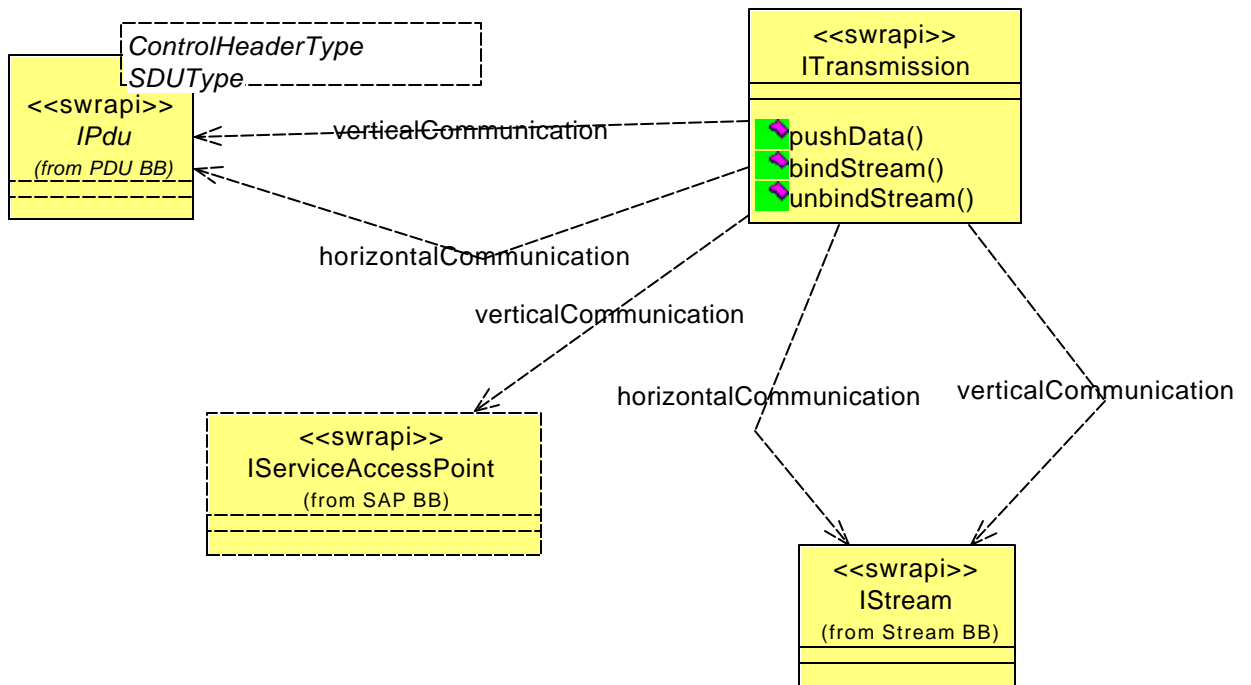 ControlHeaderType
SDUType
<<swrapi>>
IPdu
(from PDU BB)
<<swrapi>>
ITransmission
pushData()
bindStream()
unbindStream()
verticalCommunication
horizontalCommunication
verticalCommunication
horizontalCommunication
verticalCommunication
<<swrapi>>
IServiceAccessPoint
(from SAP BB)
<<swrapi>>
IStream
(from Stream BB)